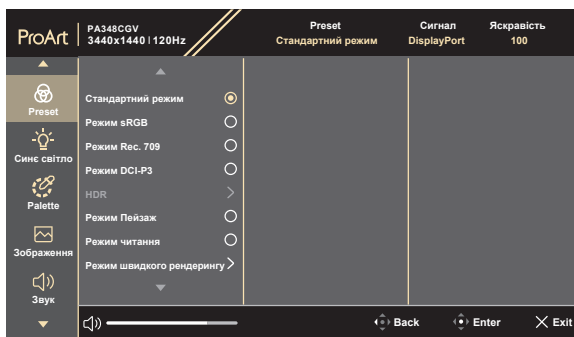 ProArt
PA348CGV
3440x1440 | 120Hz
Preset
Стандартний режим
Сигнал
DisplayPort
Яскравість
100
Preset
Синє світло
Palette
Зображення
Звук
Стандартний режим
Режим sRGB
Режим Rec. 709
Режим DCI-P3
HDR
Режим Пейзаж
Режим читання
Режим швидкого рендерингу
Back
Enter
Exit